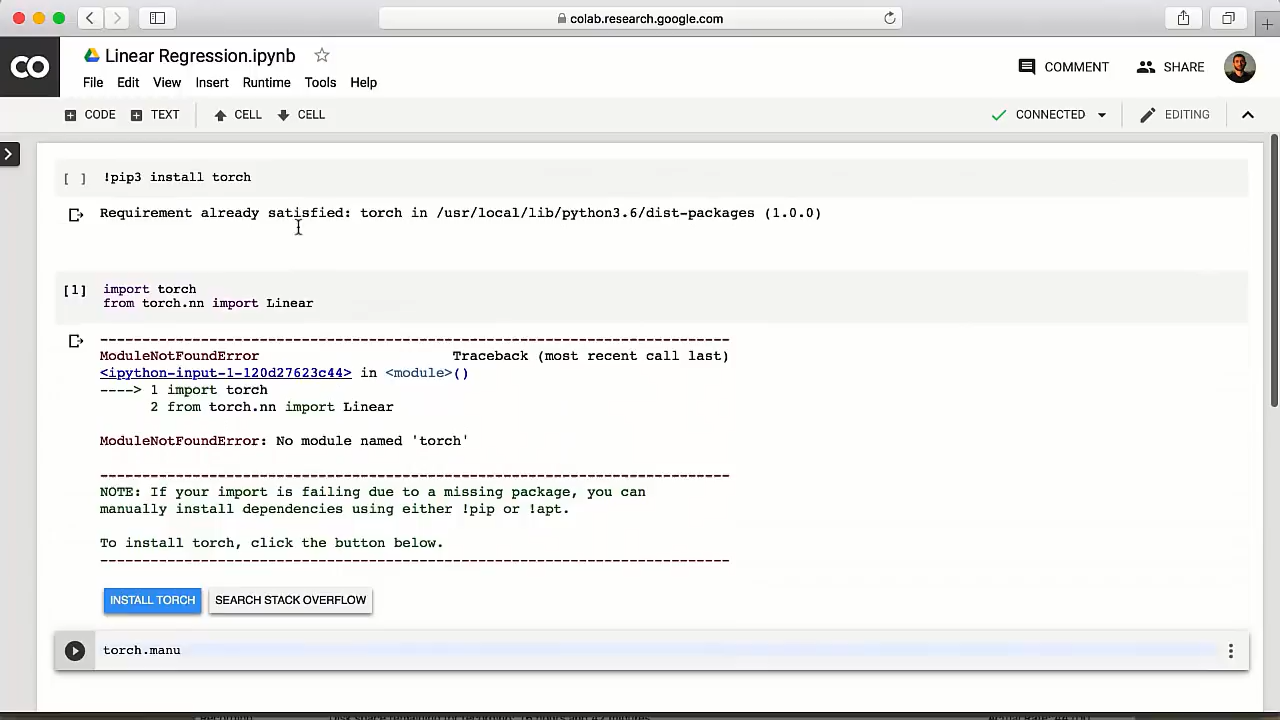 colab.research.google.com
CO
Linear Regression.ipynb
COMMENT
SHARE
File Edit View Insert Runtime Tools Help
CODE TEXT CELL CELL
CONNECTED
EDITING
[ ] !pip3 install torch
Requirement already satisfied: torch in /usr/local/lib/python3.6/dist-packages (1.0.0)
[1] import torch
from torch.nn import Linear
---------------------------------------------------------------------------
ModuleNotFoundError Traceback (most recent call last)
<ipython-input-1-120d27623c44> in <module>()
----> 1 import torch
2 from torch.nn import Linear
ModuleNotFoundError: No module named 'torch'
---------------------------------------------------------------------------
NOTE: If your import is failing due to a missing package, you can
manually install dependencies using either !pip or !apt.
To install torch, click the button below.
---------------------------------------------------------------------------
INSTALL TORCH SEARCH STACK OVERFLOW
torch.manu